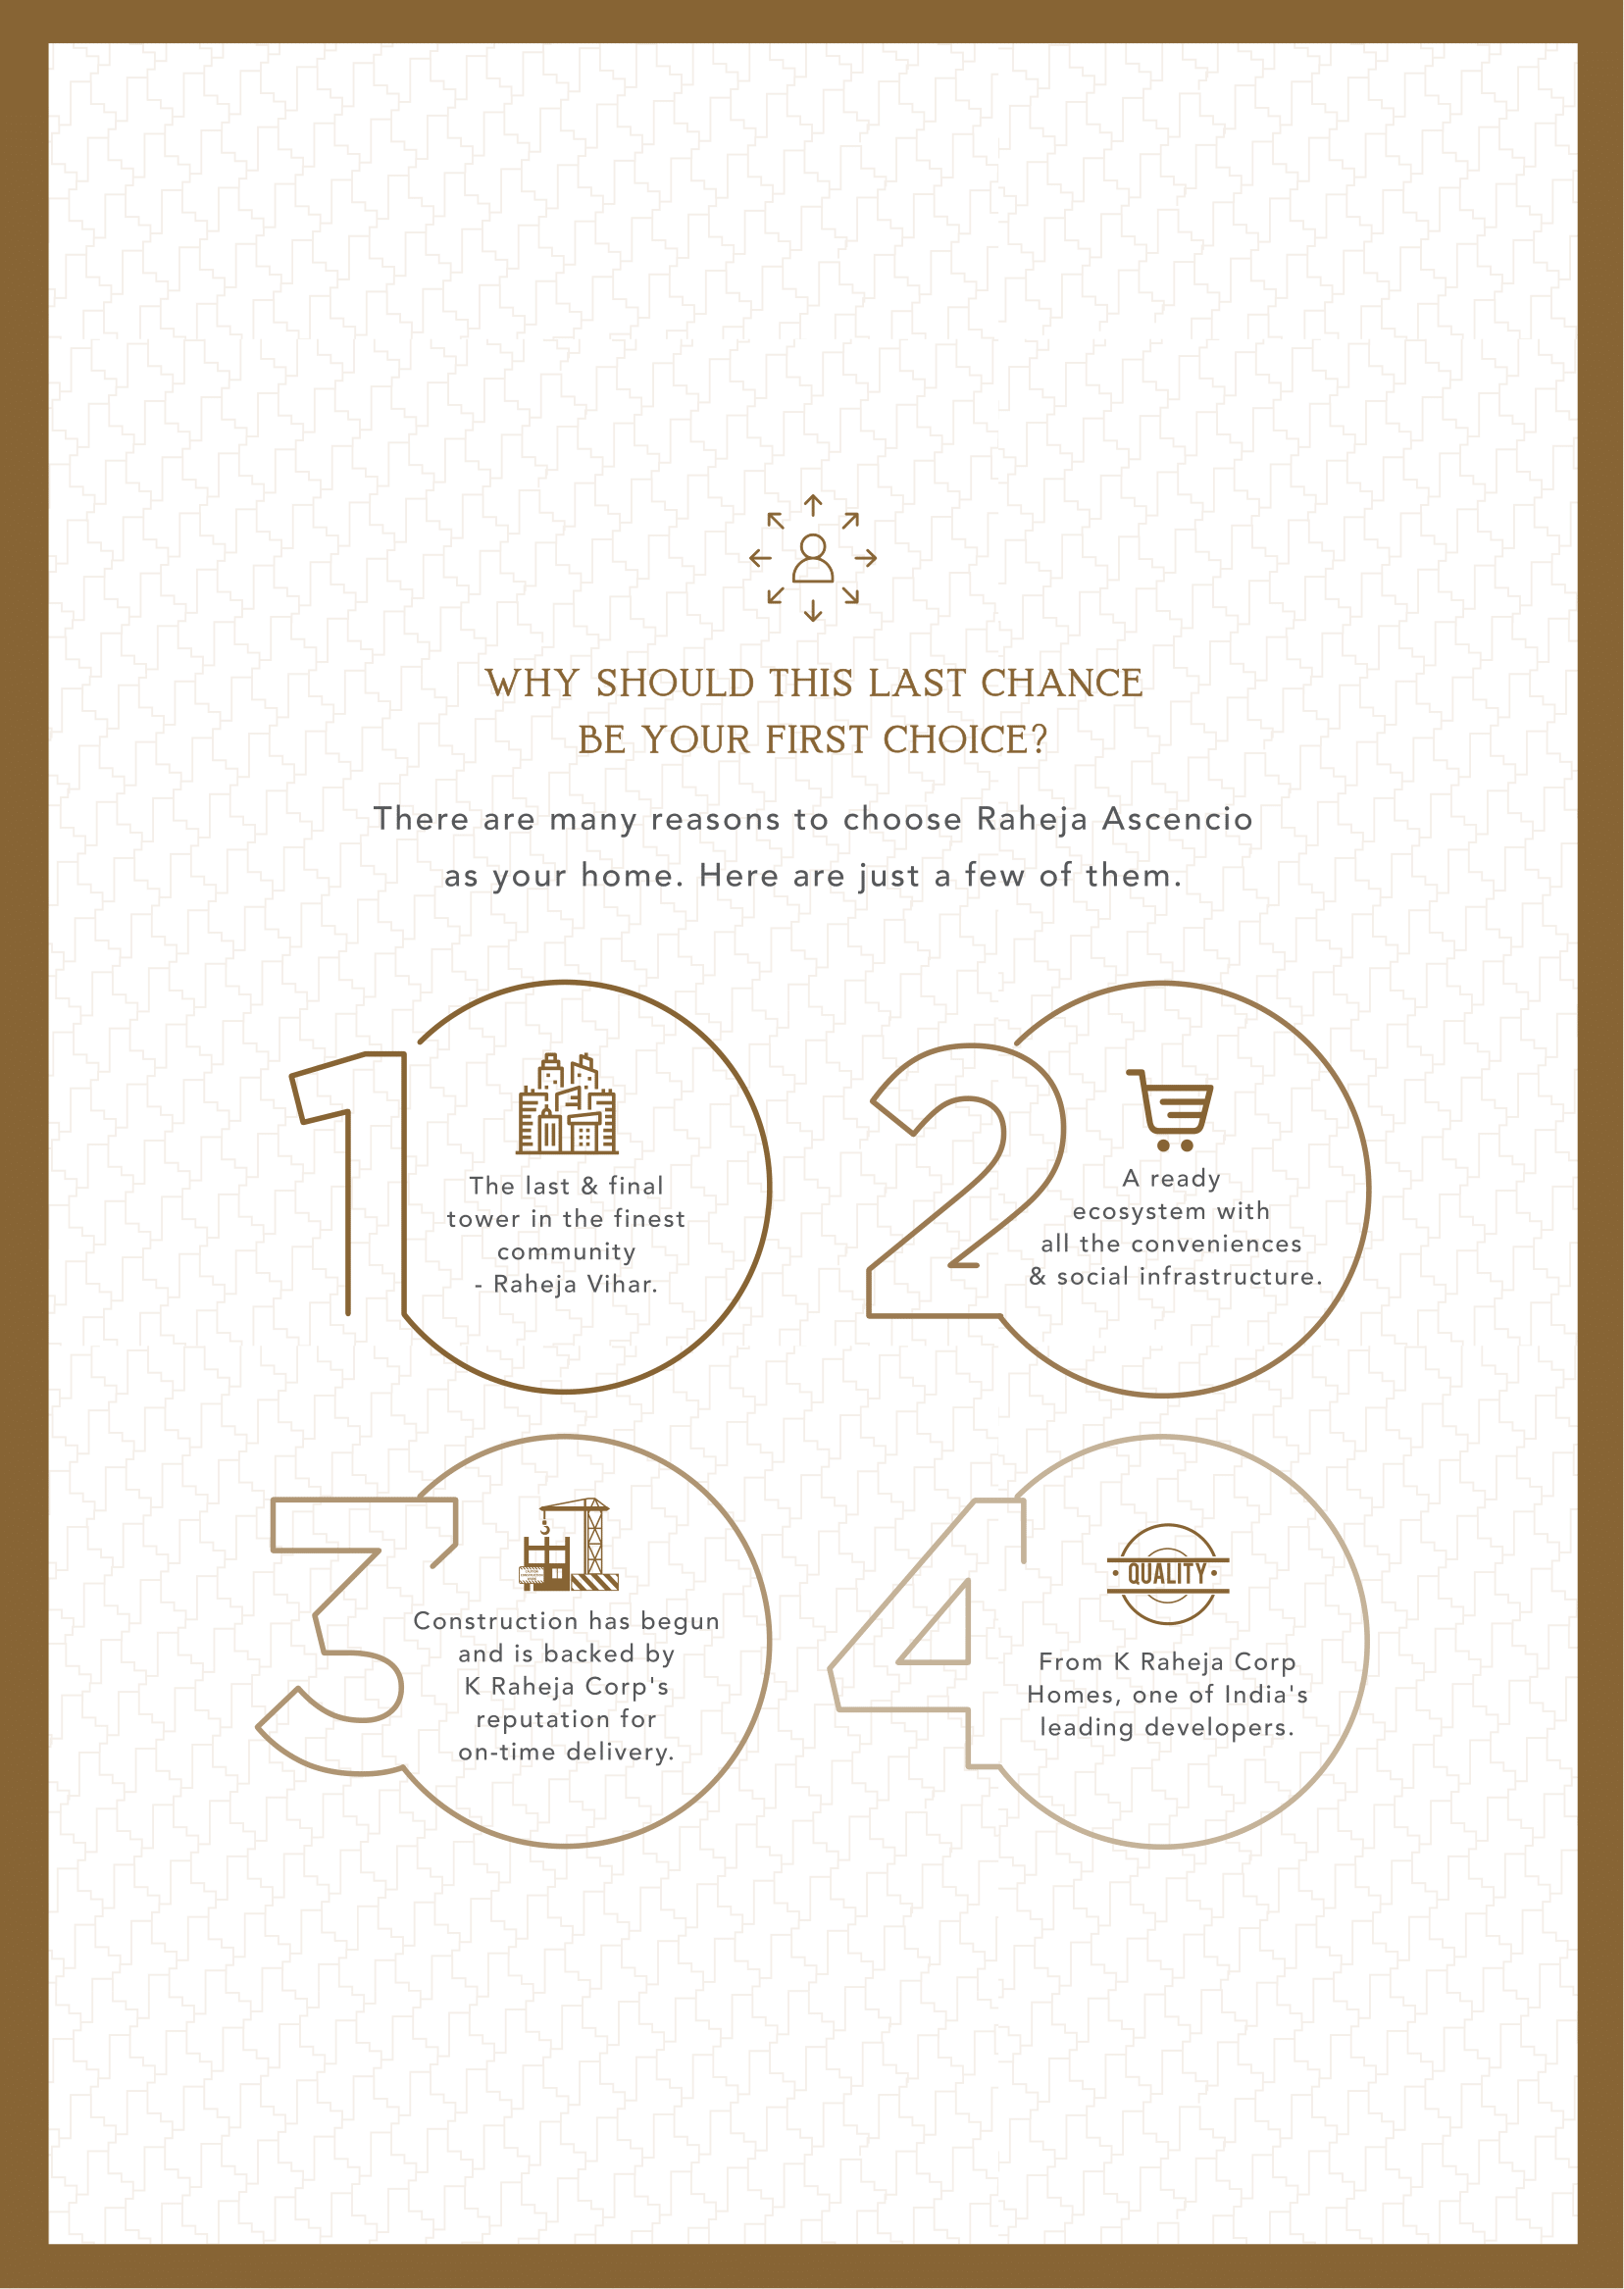 WHY SHOULD THIS LAST CHANCE
BE YOUR FIRST CHOICE?
There are many reasons to choose Raheja Ascencio
as your home. Here are just a few of them.
1
The last & final
tower in the finest
community
- Raheja Vihar.
2
A ready
ecosystem with
all the conveniences
& social infrastructure.
3
Construction has begun
and is backed by
K Raheja Corp's
reputation for
on-time delivery.
4
QUALITY
From K Raheja Corp
Homes, one of India's
leading developers.